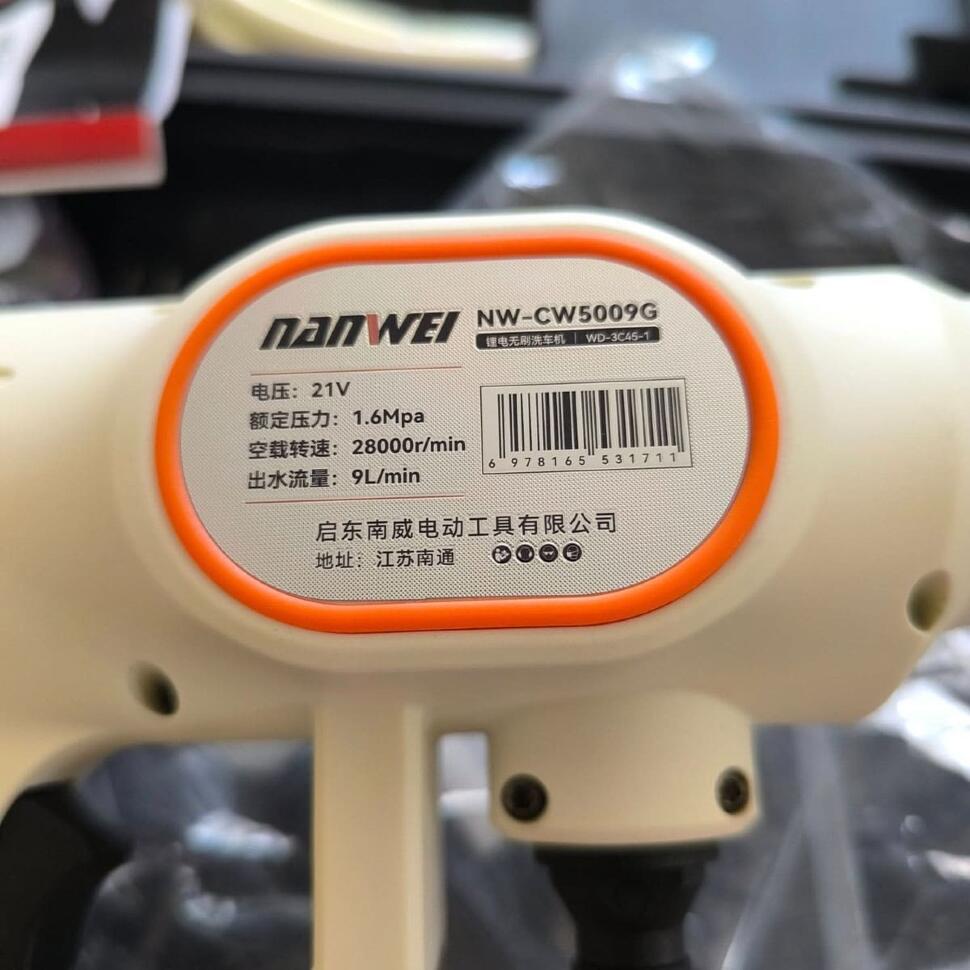 NANWEI NW-CW5009G
锂电无刷洗车机 | WD-3C45-1
电压：21V
额定压力：1.6Mpa
空载转速：28000r/min
出水流量：9L/min
6 978165 531711
启东南威电动工具有限公司
地址：江苏南通